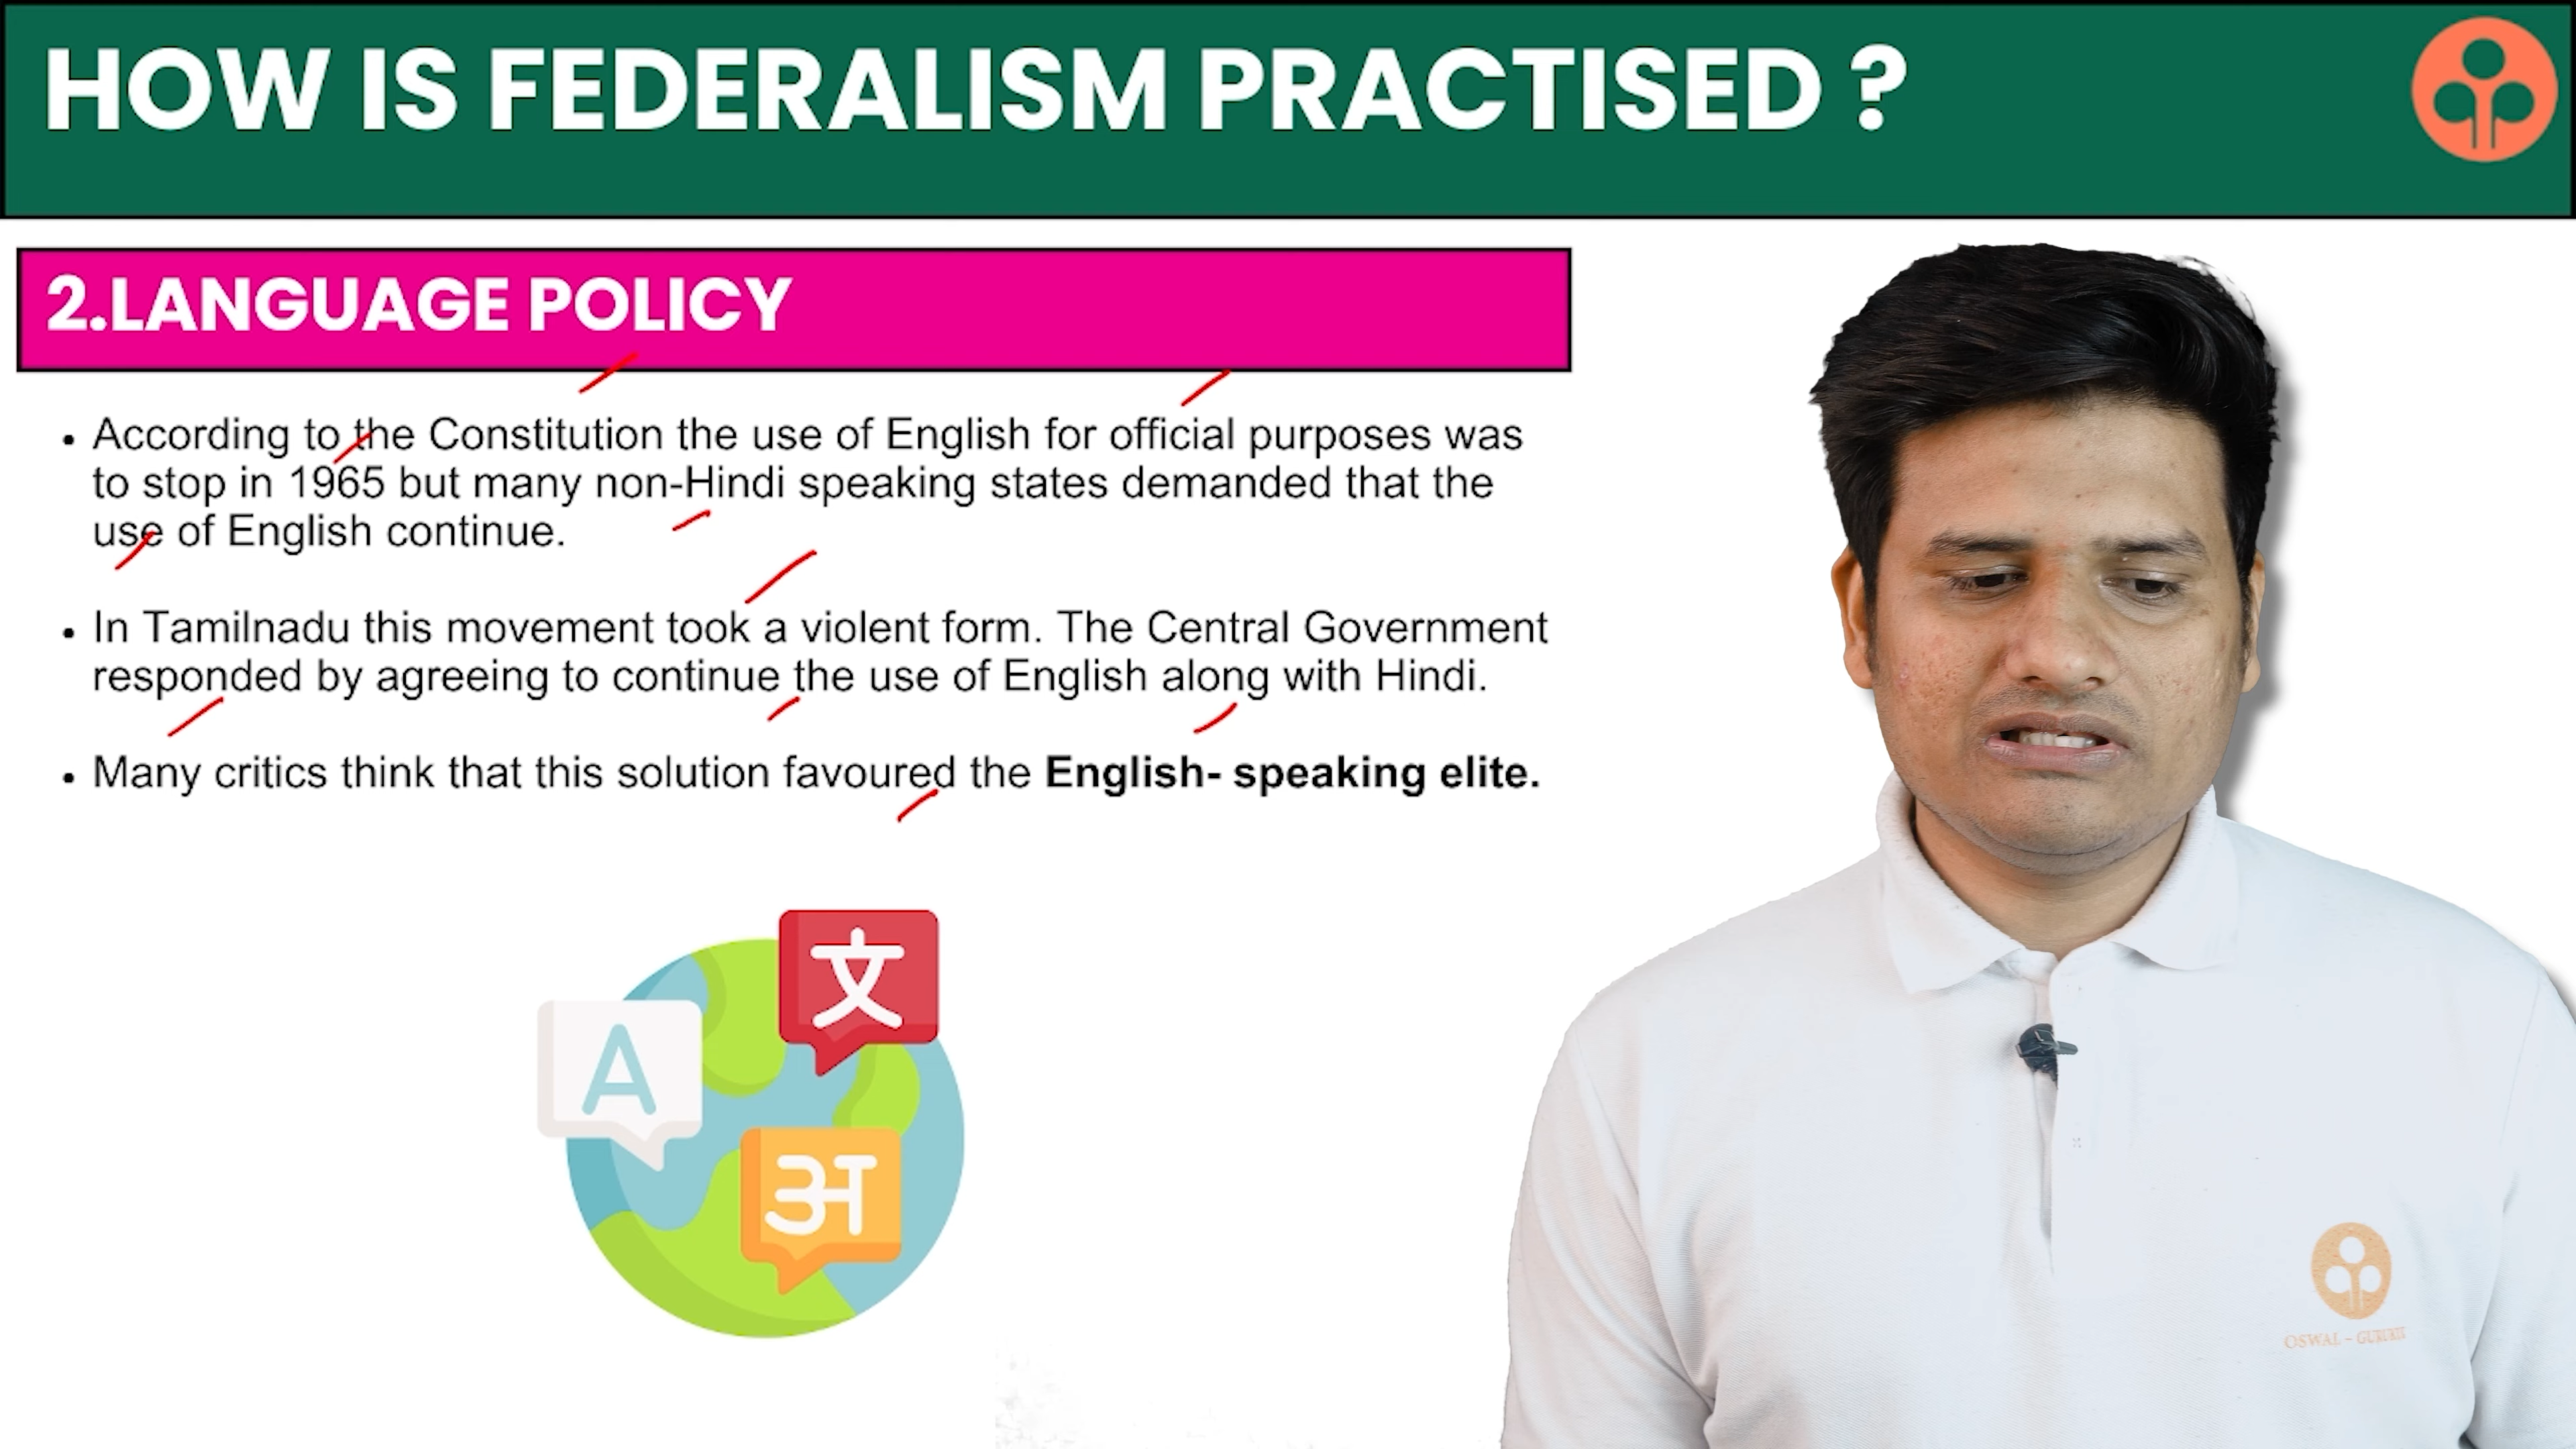 HOW IS FEDERALISM PRACTISED ?
2.LANGUAGE POLICY
• According to the Constitution the use of English for official purposes was
to stop in 1965 but many non-Hindi speaking states demanded that the
use of English continue.
• In Tamilnadu this movement took a violent form. The Central Government
responded by agreeing to continue the use of English along with Hindi.
• Many critics think that this solution favoured the English- speaking elite.
文
A
अ
OSWAL - GURUKUL